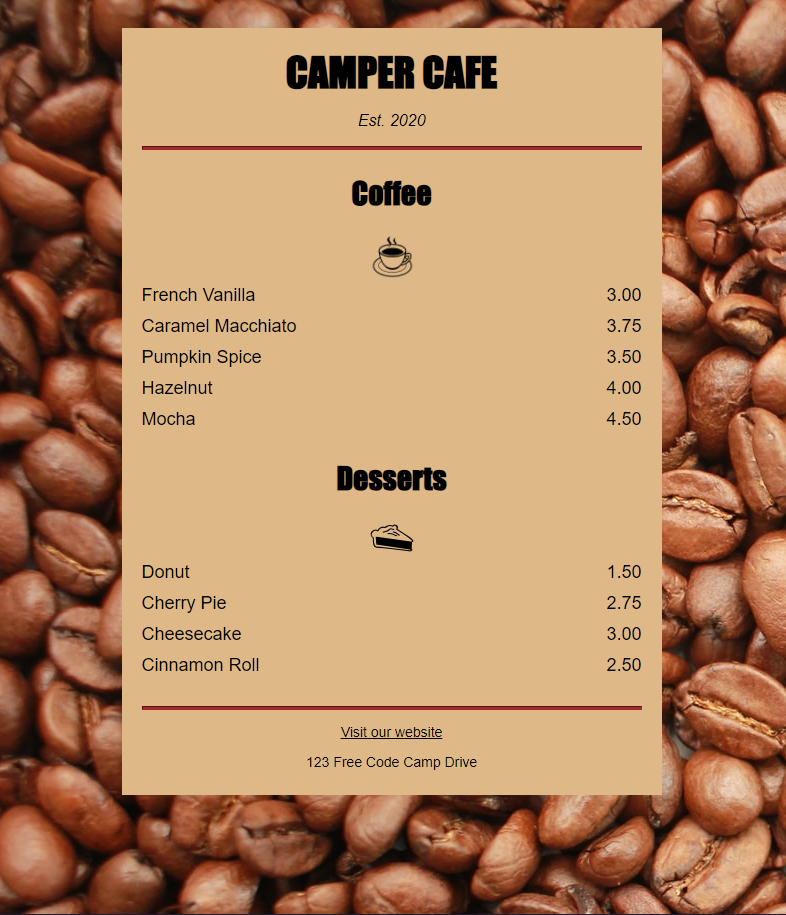 CAMPER CAFE
Est. 2020
Coffee
French Vanilla 3.00
Caramel Macchiato 3.75
Pumpkin Spice 3.50
Hazelnut 4.00
Mocha 4.50
Desserts
Donut 1.50
Cherry Pie 2.75
Cheesecake 3.00
Cinnamon Roll 2.50
Visit our website
123 Free Code Camp Drive